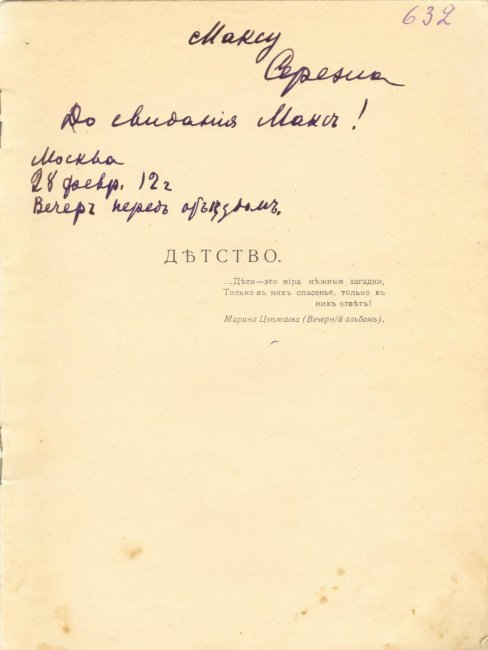 632
Максу
Сережа
До свиданія Максъ!
Москва
28 февр. 12 г
Вечеръ передъ отъѣздомъ.
ДѢТСТВО.
...Дѣти—это міра нѣжныя загадки,
Только въ нихъ спасенье, только въ
нихъ отвѣтъ!
Марина Цвѣтаева (Вечерній альбомъ).